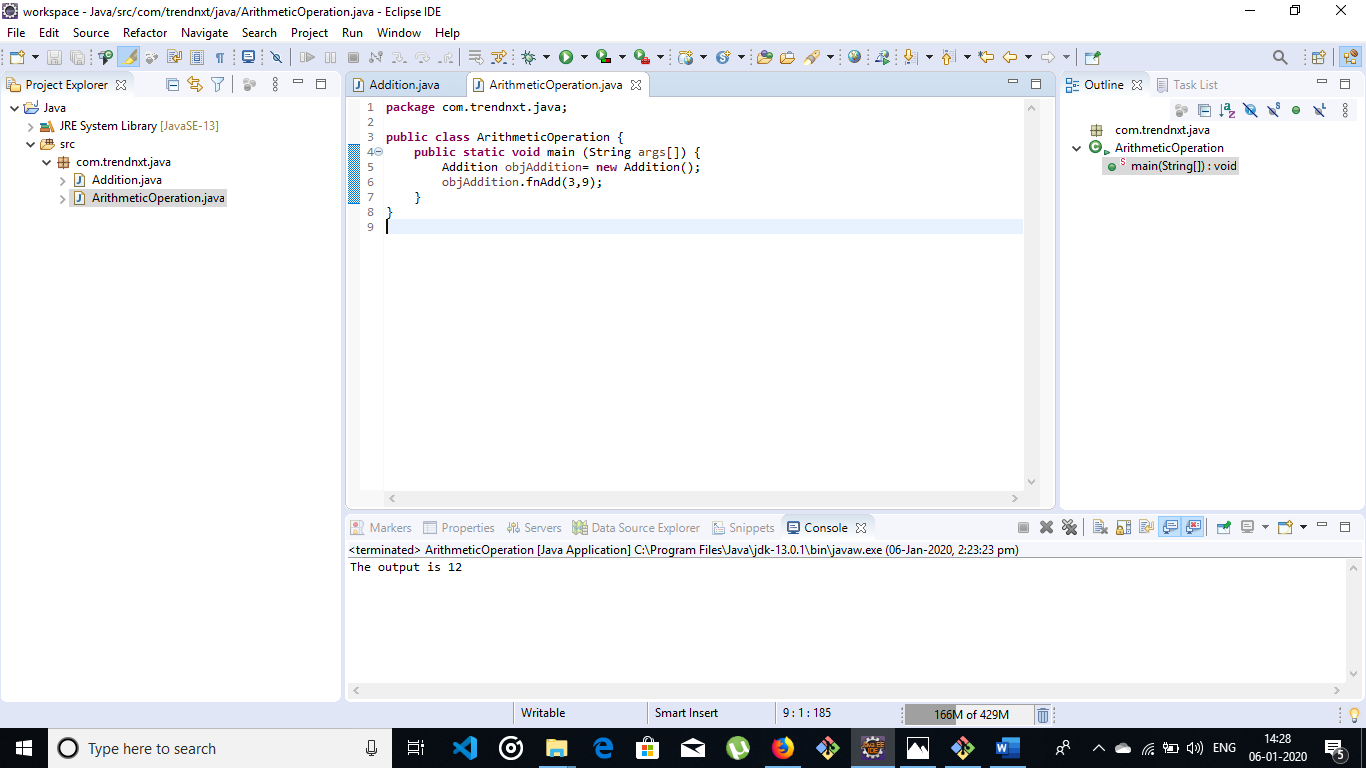 workspace - Java/src/com/trendnxt/java/ArithmeticOperation.java - Eclipse IDE
File Edit Source Refactor Navigate Search Project Run Window Help
Project Explorer
Java
JRE System Library [JavaSE-13]
src
com.trendnxt.java
Addition.java
ArithmeticOperation.java
Addition.java ArithmeticOperation.java
1 package com.trendnxt.java;
2
3 public class ArithmeticOperation {
4 public static void main (String args[]) {
5 Addition objAddition= new Addition();
6 objAddition.fnAdd(3,9);
7 }
8 }
9
Outline Task List
com.trendnxt.java
ArithmeticOperation
S main(String[]) : void
Markers Properties Servers Data Source Explorer Snippets Console
<terminated> ArithmeticOperation [Java Application] C:\Program Files\Java\jdk-13.0.1\bin\javaw.exe (06-Jan-2020, 2:23:23 pm)
The output is 12
Writable Smart Insert 9 : 1 : 185 166M of 429M
Type here to search
ENG
14:28
06-01-2020
5